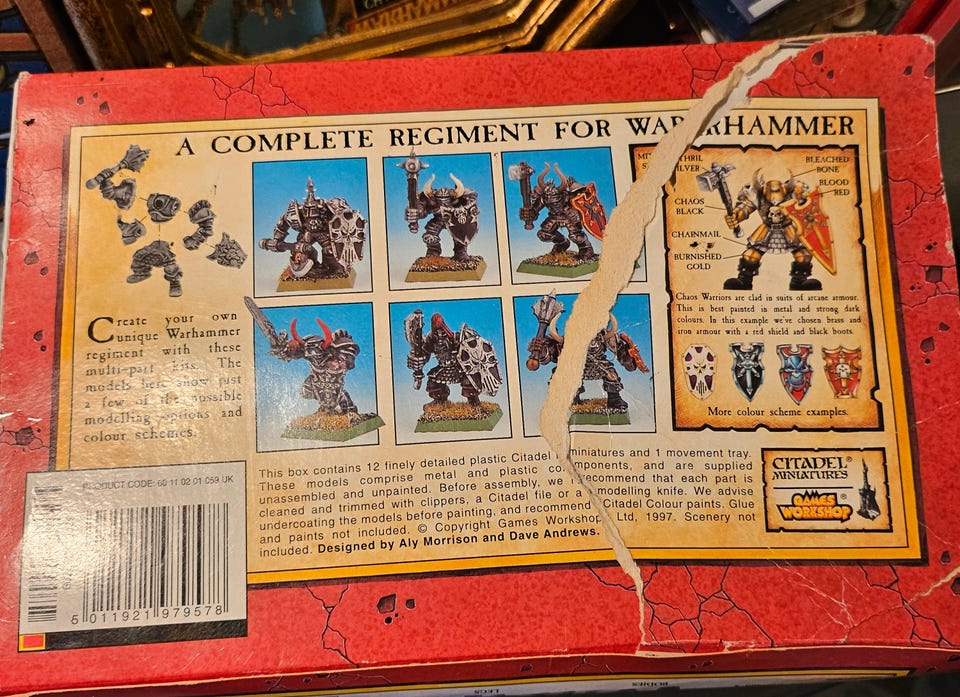 A COMPLETE REGIMENT FOR WARHAMMER
Create your own
unique Warhammer
regiment with these
multi-part kits. The
models here show just
a few of the possible
modelling options and
colour schemes.
MITHRIL
SILVER
BLEACHED
BONE
BLOOD
RED
CHAOS
BLACK
CHAINMAIL
BURNISHED
GOLD
Chaos Warriors are clad in suits of arcane armour.
This is best painted in metal and strong dark
colours. In this example we've chosen brass and
iron armour with a red shield and black boots.
More colour scheme examples.
This box contains 12 finely detailed plastic Citadel miniatures and 1 movement tray.
These models comprise metal and plastic components, and are supplied
unassembled and unpainted. Before assembly, we recommend that each part is
cleaned and trimmed with clippers, a Citadel file or a modelling knife. We advise
undercoating the models before painting, and recommend Citadel Colour paints. Glue
and paints not included. © Copyright Games Workshop Ltd, 1997. Scenery not
included. Designed by Aly Morrison and Dave Andrews.
CITADEL®
MINIATURES
GAMES
WORKSHOP®
PRODUCT CODE: 60 11 02 01 059 UK
5 011921 979578
BODIES
LEGS